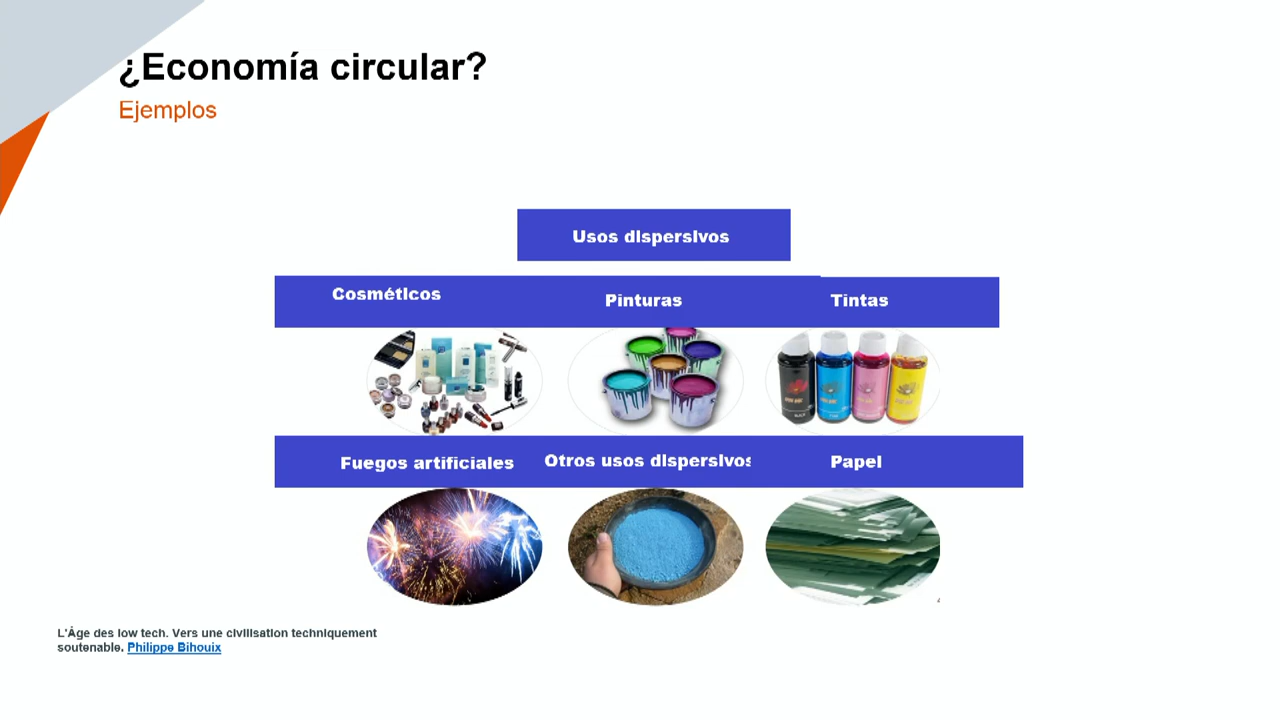 ¿Economía circular?
Ejemplos
Usos dispersivos
Cosméticos
Pinturas
Tintas
Fuegos artificiales
Otros usos dispersivos
Papel
L'Âge des low tech. Vers une civilisation techniquement
soutenable. Philippe Bihouix